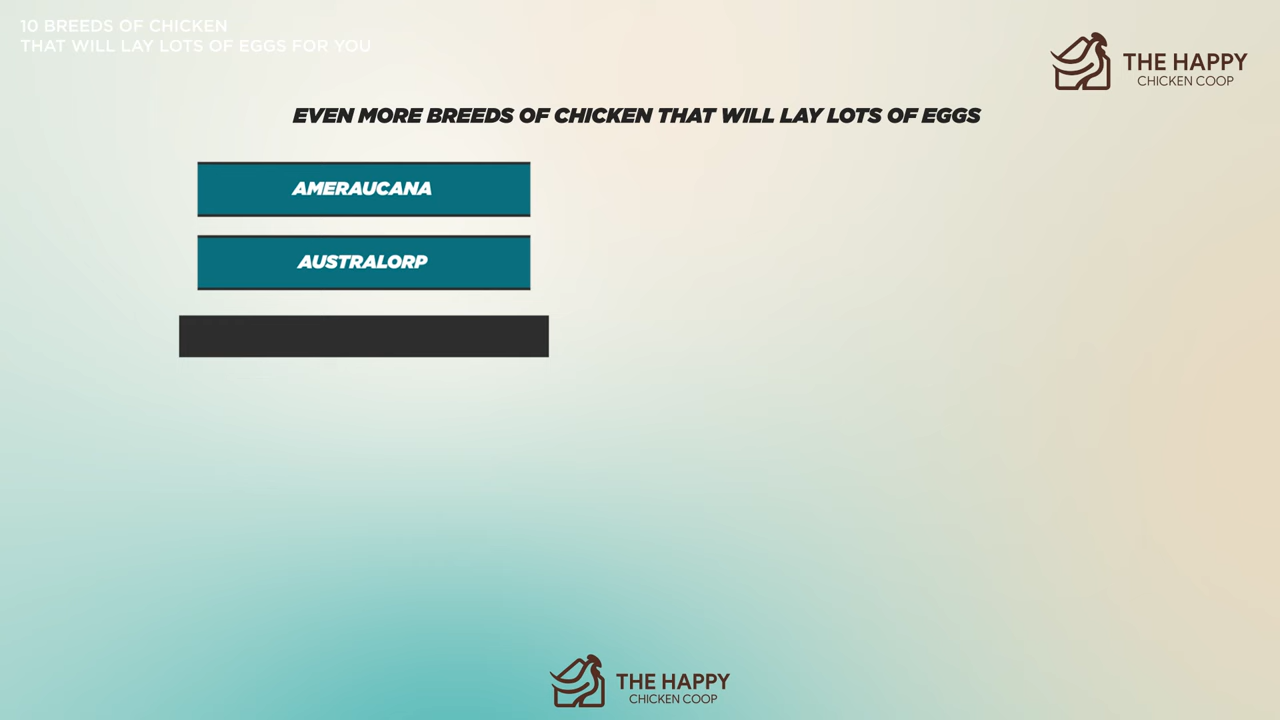 10 BREEDS OF CHICKEN
THAT WILL LAY LOTS OF EGGS FOR YOU
THE HAPPY
CHICKEN COOP
EVEN MORE BREEDS OF CHICKEN THAT WILL LAY LOTS OF EGGS
AMERAUCANA
AUSTRALORP
THE HAPPY
CHICKEN COOP